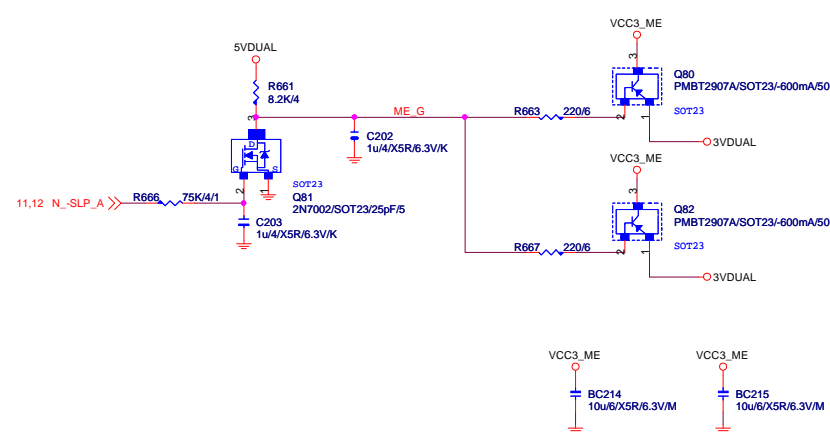 VCC3_ME
5VDUAL
3
Q80
PMBT2907A/SOT23/-600mA/50
R661
8.2K/4
SOT23
3
ME_G
R663
220/6
2
1
D
C202
1u/4/X5R/6.3V/K
3VDUAL
G
S
VCC3_ME
SOT23
3
2
1
Q81
2N7002/SOT23/25pF/5
11,12 N_-SLP_A
R666
75K/4/1
Q82
PMBT2907A/SOT23/-600mA/50
C203
1u/4/X5R/6.3V/K
SOT23
R667
220/6
2
1
3VDUAL
VCC3_ME
VCC3_ME
BC214
10u/6/X5R/6.3V/M
BC215
10u/6/X5R/6.3V/M